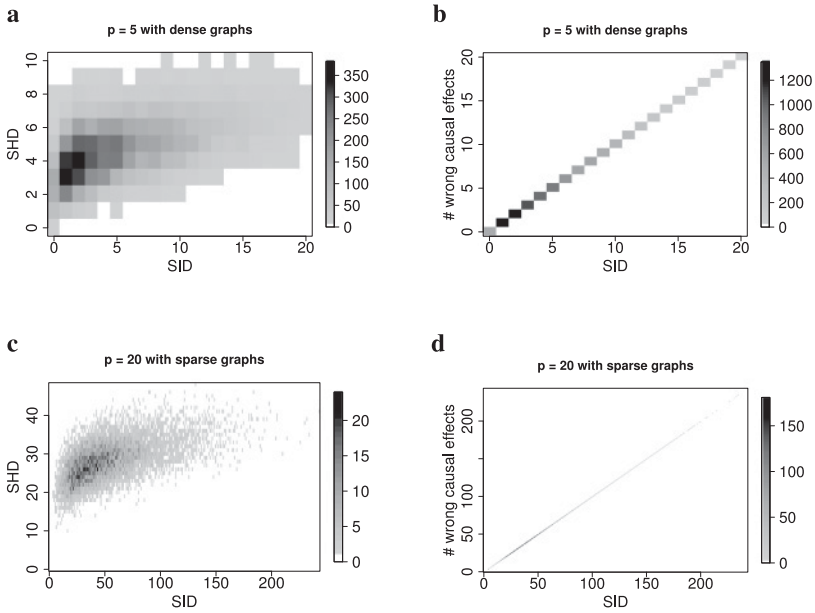 a
p = 5 with dense graphs
10
8
6
4
2
0
SHD
0 5 10 15 20
SID
350
300
250
200
150
100
50
0
b
p = 5 with dense graphs
20
15
10
5
0
# wrong causal effects
0 5 10 15 20
SID
1200
1000
800
600
400
200
0
c
p = 20 with sparse graphs
40
30
20
10
0
SHD
0 50 100 150 200
SID
20
15
10
5
0
d
p = 20 with sparse graphs
200
100
50
0
# wrong causal effects
0 50 100 150 200
SID
150
100
50
0